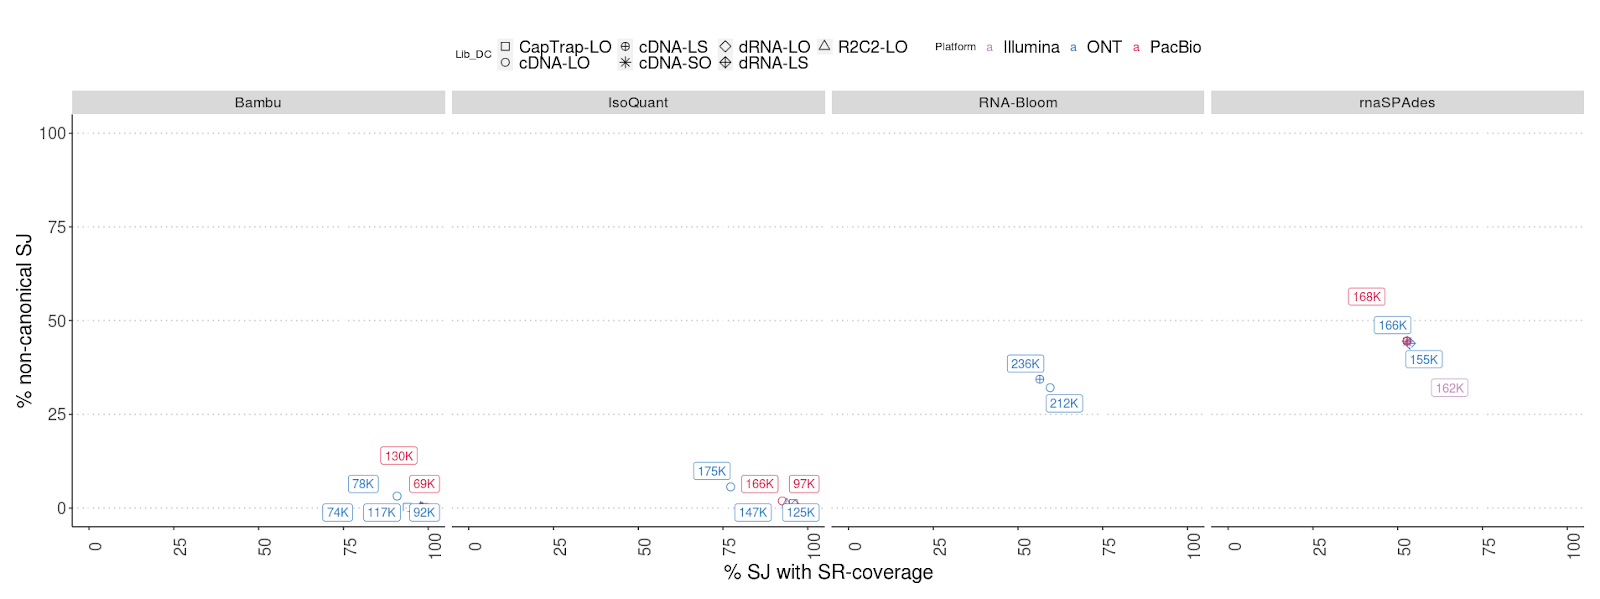 Lib_DC CapTrap-LO cDNA-LS dRNA-LO R2C2-LO Platform a Illumina a ONT a PacBio
cDNA-LO cDNA-SO dRNA-LS
Bambu IsoQuant RNA-Bloom rnaSPAdes
% non-canonical SJ
100
75
50
25
0
130K
78K
69K
74K
117K
92K
175K
166K
97K
147K
125K
236K
212K
168K
166K
155K
162K
0 25 50 75 100 0 25 50 75 100 0 25 50 75 100 0 25 50 75 100
% SJ with SR-coverage